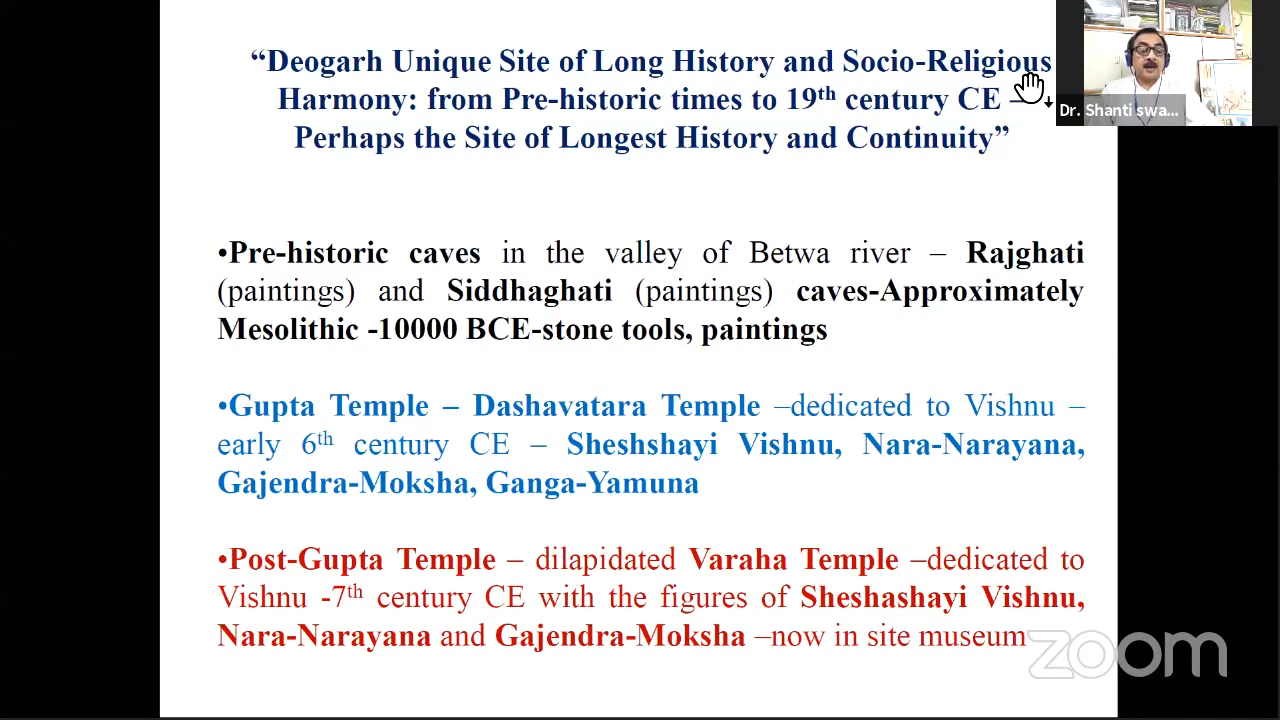 “Deogarh Unique Site of Long History and Socio-Religious
Harmony: from Pre-historic times to 19th century CE –
Perhaps the Site of Longest History and Continuity”
Dr. Shanti swa...
•Pre-historic caves in the valley of Betwa river – Rajghati
(paintings) and Siddhaghati (paintings) caves-Approximately
Mesolithic -10000 BCE-stone tools, paintings
•Gupta Temple – Dashavatara Temple –dedicated to Vishnu –
early 6th century CE – Sheshshayi Vishnu, Nara-Narayana,
Gajendra-Moksha, Ganga-Yamuna
•Post-Gupta Temple – dilapidated Varaha Temple –dedicated to
Vishnu -7th century CE with the figures of Sheshashayi Vishnu,
Nara-Narayana and Gajendra-Moksha –now in site museum
zoom